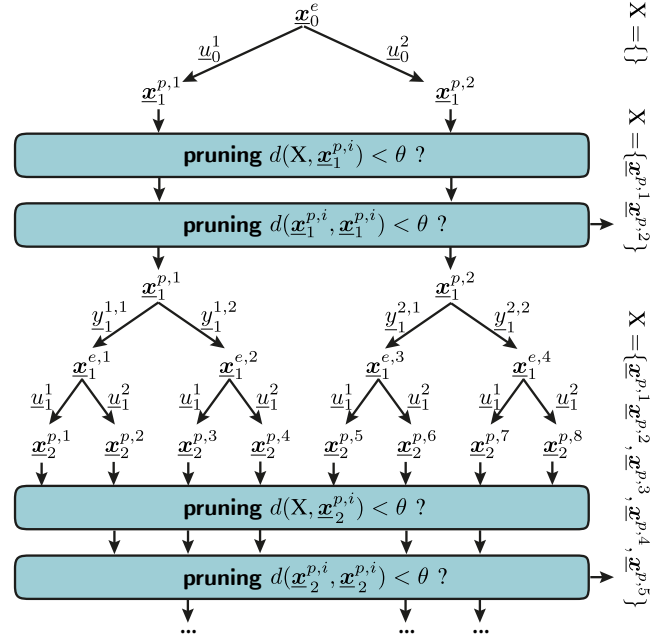 x_0^e
u_0^1 u_0^2
x_1^{p,1} x_1^{p,2}
pruning d(X, x_1^{p,i}) < θ ?
pruning d(x_1^{p,i}, x_1^{p,i}) < θ ?
x_1^{p,1} x_1^{p,2}
y_1^{1,1} y_1^{1,2} y_1^{2,1} y_1^{2,2}
x_1^{e,1} x_1^{e,2} x_1^{e,3} x_1^{e,4}
u_1^1 u_1^2 u_1^1 u_1^2 u_1^1 u_1^2 u_1^1 u_1^2
x_2^{p,1} x_2^{p,2} x_2^{p,3} x_2^{p,4} x_2^{p,5} x_2^{p,6} x_2^{p,7} x_2^{p,8}
pruning d(X, x_2^{p,i}) < θ ?
pruning d(x_2^{p,i}, x_2^{p,i}) < θ ?
... ... ...
X = {}
X = {x^{p,1} x^{p,2}}
X = {x^{p,1} x^{p,2}, x^{p,3}, x^{p,4}, x^{p,5}}